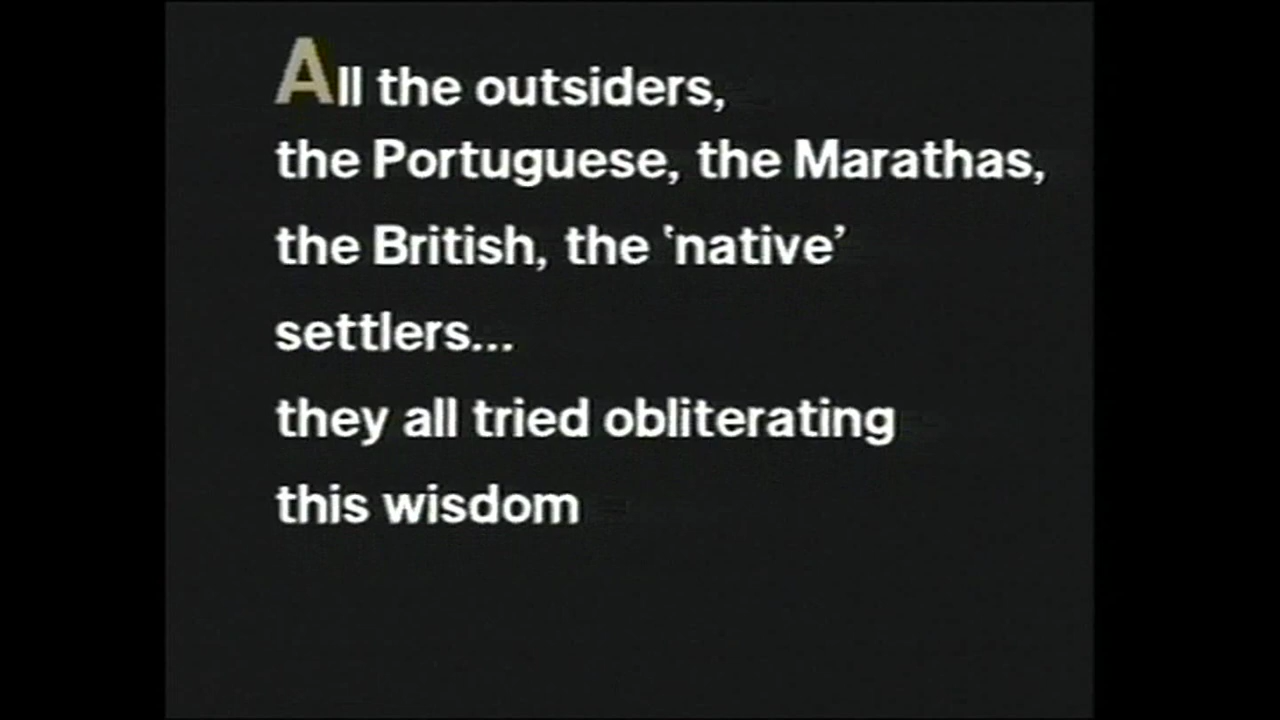 All the outsiders,
the Portuguese, the Marathas,
the British, the ‘native’
settlers...
they all tried obliterating
this wisdom